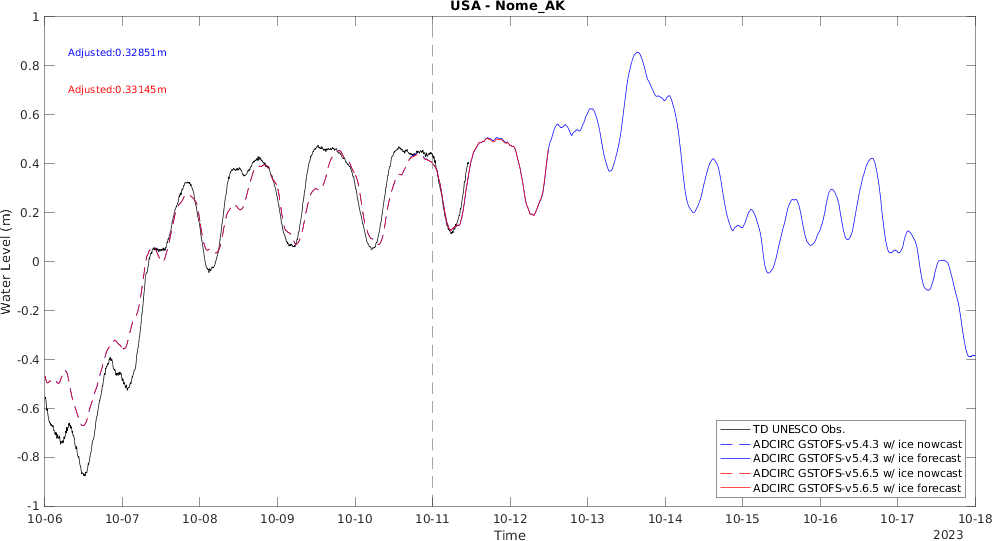 USA - Nome_AK
Adjusted:0.32851m
Adjusted:0.33145m
Water Level (m)
1
0.8
0.6
0.4
0.2
0
-0.2
-0.4
-0.6
-0.8
-1
TD UNESCO Obs.
ADCIRC GSTOFS-v5.4.3 w/ ice nowcast
ADCIRC GSTOFS-v5.4.3 w/ ice forecast
ADCIRC GSTOFS-v5.6.5 w/ ice nowcast
ADCIRC GSTOFS-v5.6.5 w/ ice forecast
10-06 10-07 10-08 10-09 10-10 10-11 10-12 10-13 10-14 10-15 10-16 10-17 10-18
Time
2023